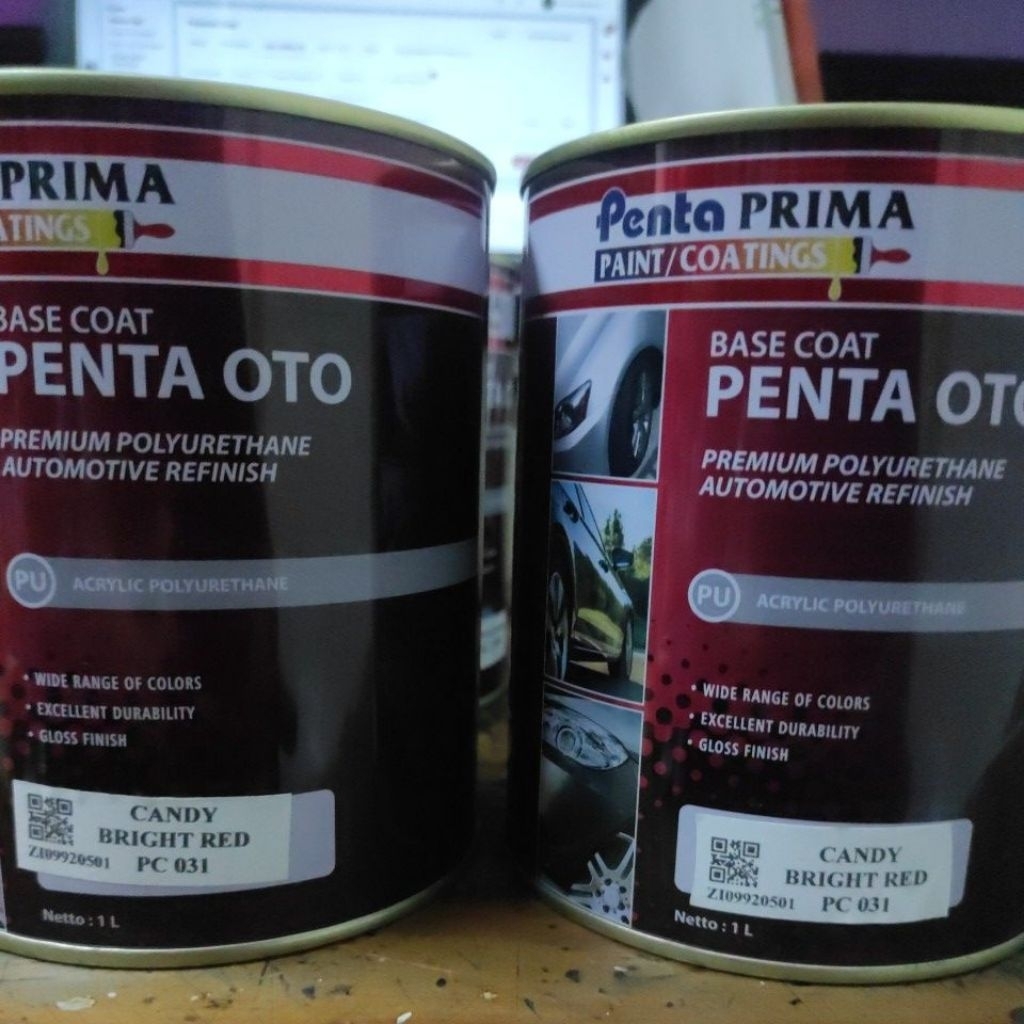 PRIMA
ATINGS
BASE COAT
PENTA OTO
PREMIUM POLYURETHANE
AUTOMOTIVE REFINISH
PU ACRYLIC POLYURETHANE
• WIDE RANGE OF COLORS
• EXCELLENT DURABILITY
• GLOSS FINISH
CANDY
BRIGHT RED
ZI09920501 PC 031
Netto : 1 L
Penta PRIMA
PAINT/COATINGS
BASE COAT
PENTA OTO
PREMIUM POLYURETHANE
AUTOMOTIVE REFINISH
PU ACRYLIC POLYURETHANE
• WIDE RANGE OF COLORS
• EXCELLENT DURABILITY
• GLOSS FINISH
CANDY
BRIGHT RED
ZI09920501 PC 031
Netto : 1 L